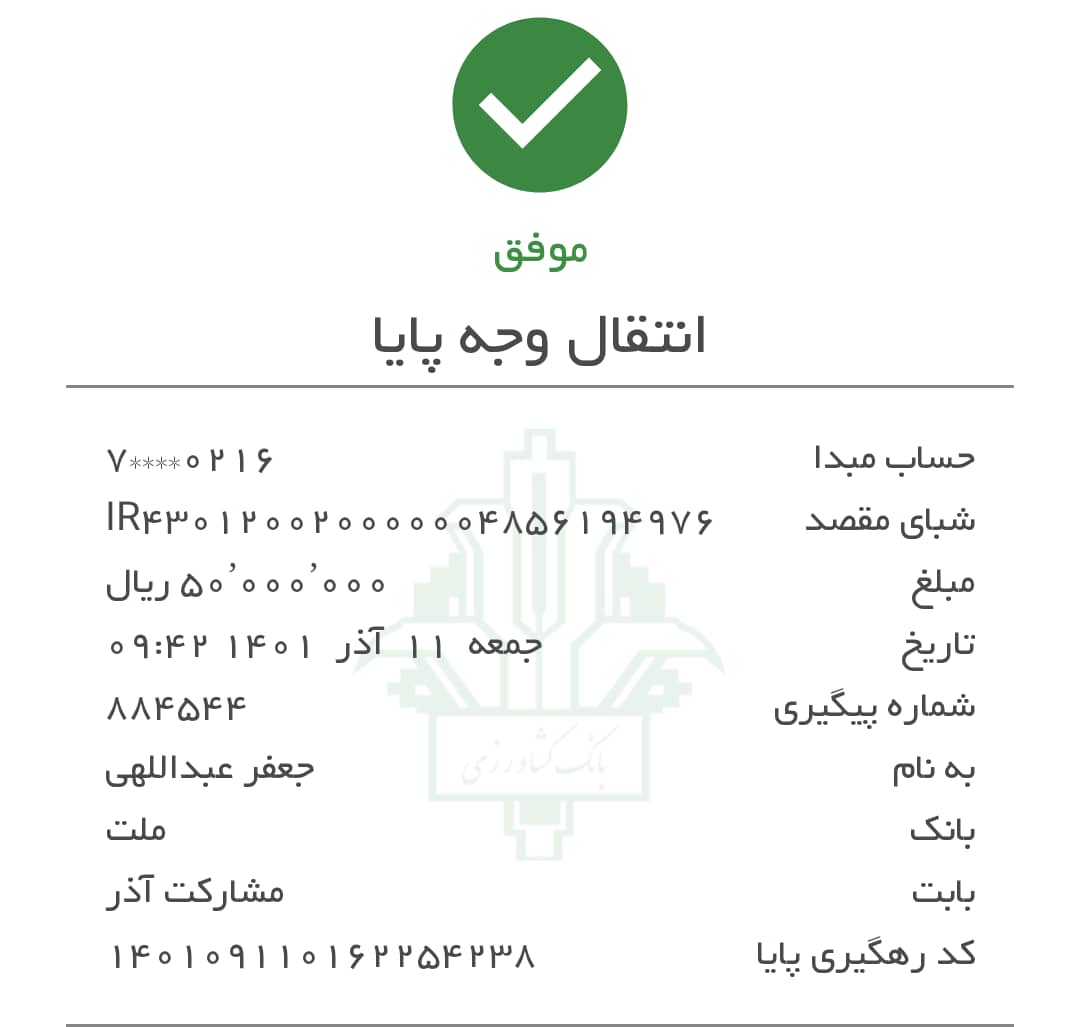 موفق
انتقال وجه پایا
حساب مبدا ۷****۰۲۱۶
شبای مقصد IR۴۳۰۱۲۰۰۲۰۰۰۰۰۰۴۸۵۶۱۹۴۹۷۶
مبلغ ۵۰٬۰۰۰٬۰۰۰ ریال
تاریخ جمعه ۱۱ آذر ۱۴۰۱ ۰۹:۴۲
شماره پیگیری ۸۸۴۵۴۴
به نام جعفر عبداللهی
بانک ملت
بابت مشارکت آذر
کد رهگیری پایا ۱۴۰۱۰۹۱۱۰۱۶۲۲۵۴۲۳۸
بانک کشاورزی